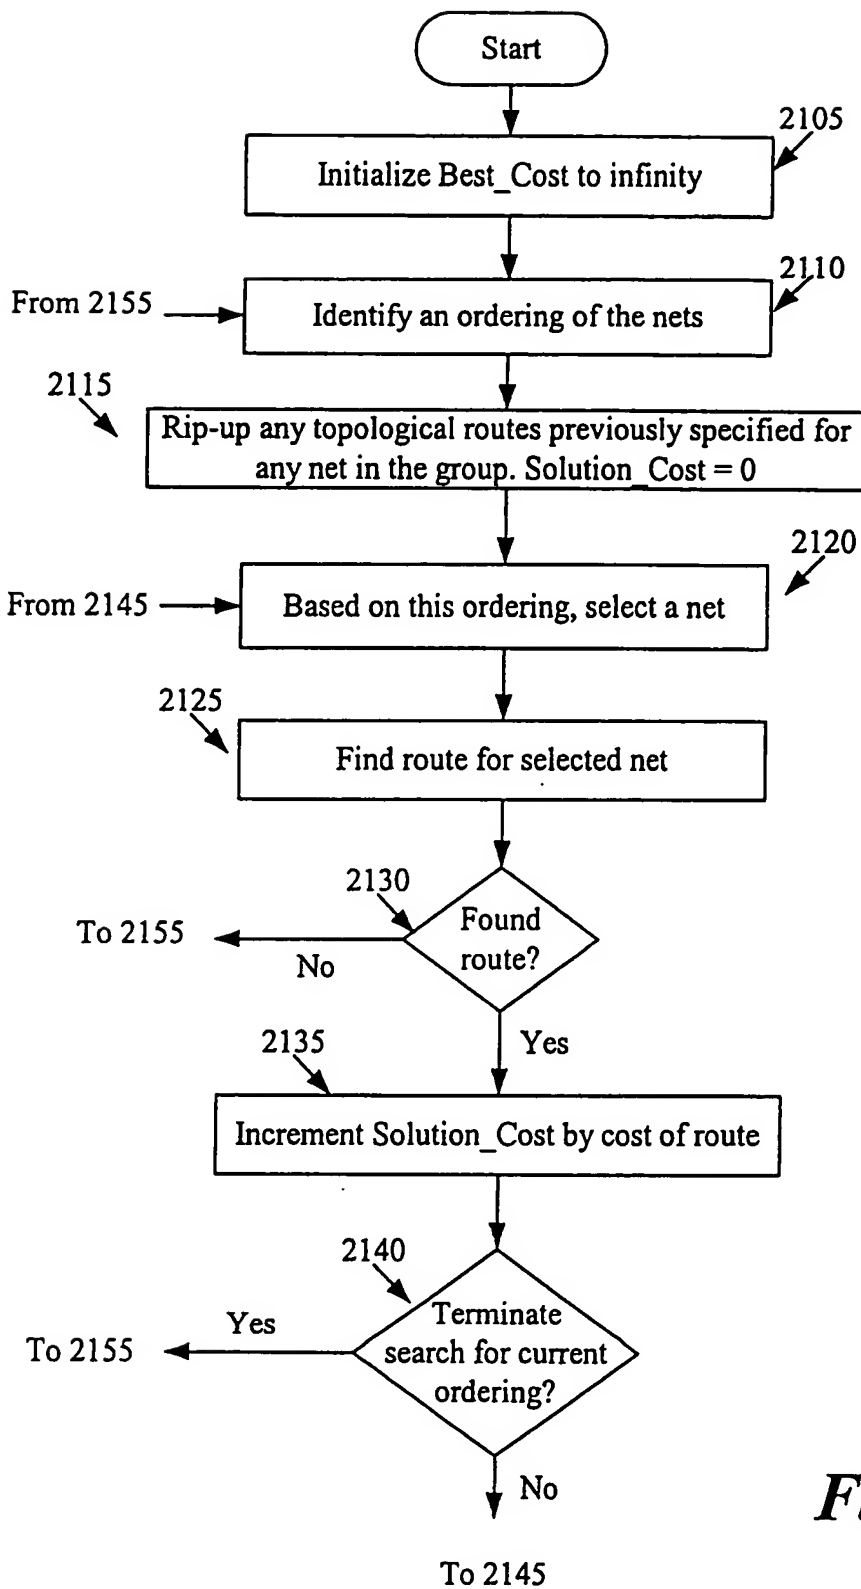 Start
2105
Initialize Best_Cost to infinity
2110
From 2155
Identify an ordering of the nets
2115
Rip-up any topological routes previously specified for
any net in the group. Solution_Cost = 0
2120
From 2145
Based on this ordering, select a net
2125
Find route for selected net
2130
Found
route?
To 2155
No
Yes
2135
Increment Solution_Cost by cost of route
2140
Terminate
search for current
ordering?
Yes
To 2155
No
To 2145